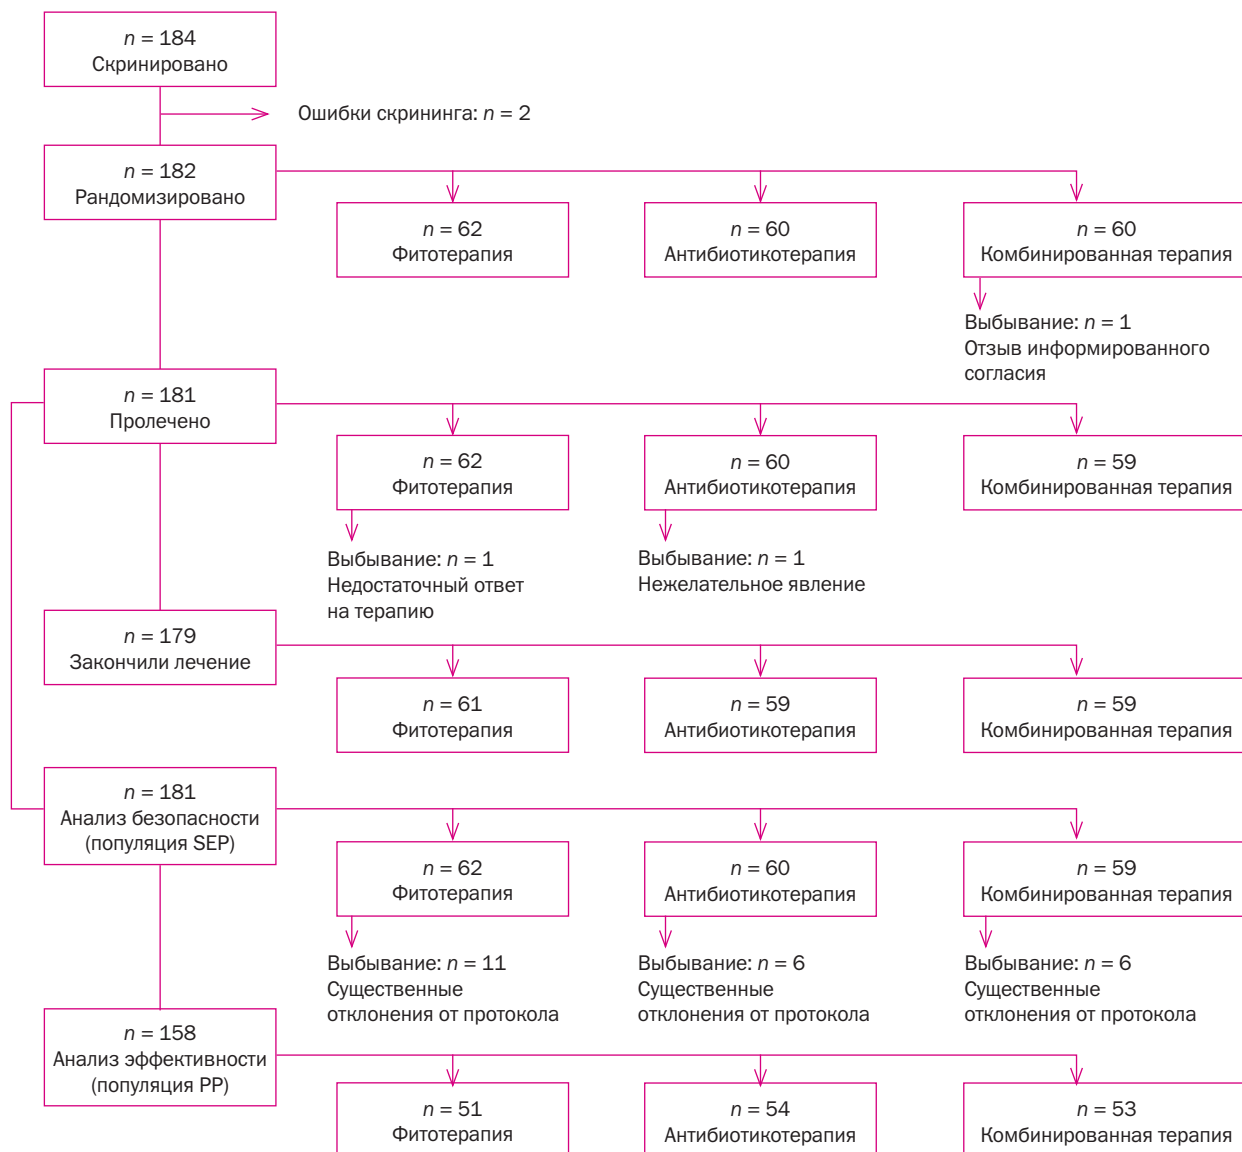 n = 184
Скринировано
Ошибки скрининга: n = 2
n = 182
Рандомизировано
n = 62
Фитотерапия
n = 60
Антибиотикотерапия
n = 60
Комбинированная терапия
Выбывание: n = 1
Отзыв информированного
согласия
n = 181
Пролечено
n = 62
Фитотерапия
n = 60
Антибиотикотерапия
n = 59
Комбинированная терапия
Выбывание: n = 1
Недостаточный ответ
на терапию
Выбывание: n = 1
Нежелательное явление
n = 179
Закончили лечение
n = 61
Фитотерапия
n = 59
Антибиотикотерапия
n = 59
Комбинированная терапия
n = 181
Анализ безопасности
(популяция SEP)
n = 62
Фитотерапия
n = 60
Антибиотикотерапия
n = 59
Комбинированная терапия
Выбывание: n = 11
Существенные
отклонения от протокола
Выбывание: n = 6
Существенные
отклонения от протокола
Выбывание: n = 6
Существенные
отклонения от протокола
n = 158
Анализ эффективности
(популяция PP)
n = 51
Фитотерапия
n = 54
Антибиотикотерапия
n = 53
Комбинированная терапия